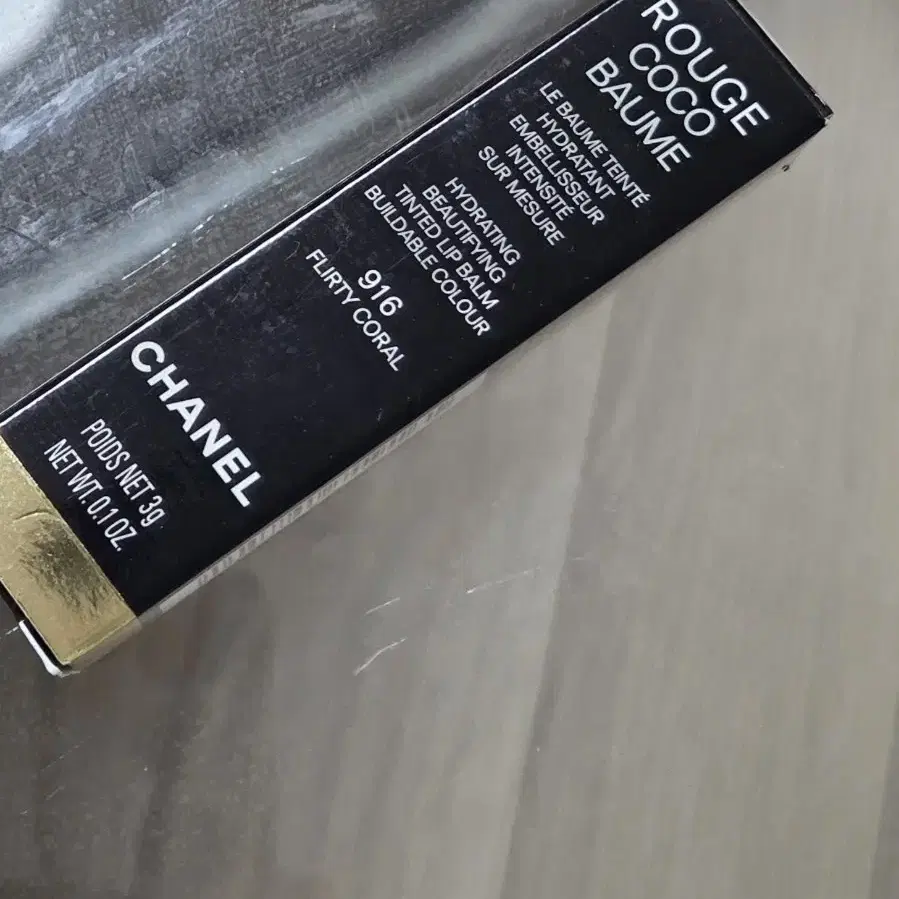 ROUGE
COCO
BAUME
LE BAUME TEINTÉ
HYDRATANT
EMBELLISSEUR
INTENSITÉ
SUR MESURE
HYDRATING
BEAUTIFYING
TINTED LIP BALM
BUILDABLE COLOUR
916
FLIRTY CORAL
CHANEL
POIDS NET 3g
NET WT. 0.1 OZ.